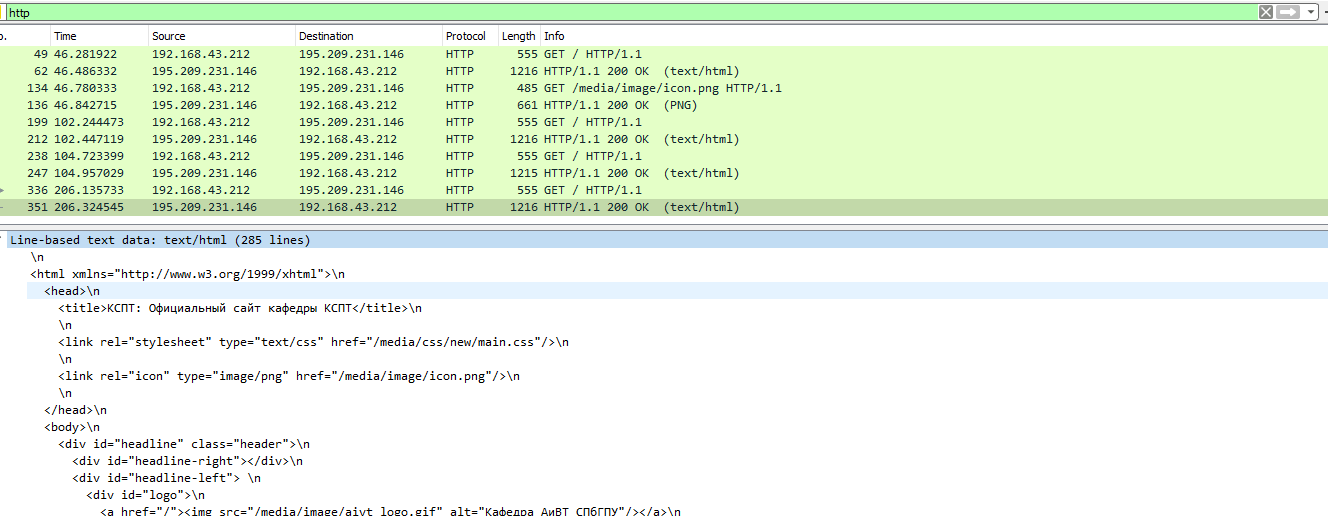 http
o. Time Source Destination Protocol Length Info
49 46.281922 192.168.43.212 195.209.231.146 HTTP 555 GET / HTTP/1.1
62 46.486332 195.209.231.146 192.168.43.212 HTTP 1216 HTTP/1.1 200 OK (text/html)
134 46.780333 192.168.43.212 195.209.231.146 HTTP 485 GET /media/image/icon.png HTTP/1.1
136 46.842715 195.209.231.146 192.168.43.212 HTTP 661 HTTP/1.1 200 OK (PNG)
199 102.244473 192.168.43.212 195.209.231.146 HTTP 555 GET / HTTP/1.1
212 102.447119 195.209.231.146 192.168.43.212 HTTP 1216 HTTP/1.1 200 OK (text/html)
238 104.723399 192.168.43.212 195.209.231.146 HTTP 555 GET / HTTP/1.1
247 104.957029 195.209.231.146 192.168.43.212 HTTP 1215 HTTP/1.1 200 OK (text/html)
336 206.135733 192.168.43.212 195.209.231.146 HTTP 555 GET / HTTP/1.1
351 206.324545 195.209.231.146 192.168.43.212 HTTP 1216 HTTP/1.1 200 OK (text/html)
Line-based text data: text/html (285 lines)
\n
<html xmlns="http://www.w3.org/1999/xhtml">\n
<head>\n
<title>КСПТ: Официальный сайт кафедры КСПТ</title>\n
\n
<link rel="stylesheet" type="text/css" href="/media/css/new/main.css"/>\n
\n
<link rel="icon" type="image/png" href="/media/image/icon.png"/>\n
\n
</head>\n
<body>\n
<div id="headline" class="header">\n
<div id="headline-right"></div>\n
<div id="headline-left"> \n
<div id="logo">\n
<a href="/"><img src="/media/image/aivt_logo.gif" alt="Кафедра АиВТ СПбГПУ"/></a>\n